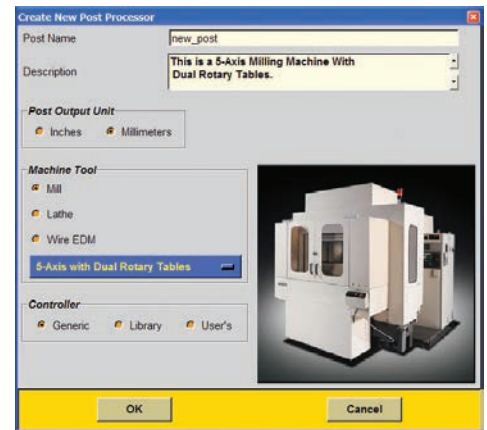 Create New Post Processor
Post Name
new_post
Description
This is a 5-Axis Milling Machine With
Dual Rotary Tables.
Post Output Unit
Inches Millimeters
Machine Tool
Mill
Lathe
Wire EDM
5-Axis with Dual Rotary Tables
Controller
Generic Library User's
OK Cancel